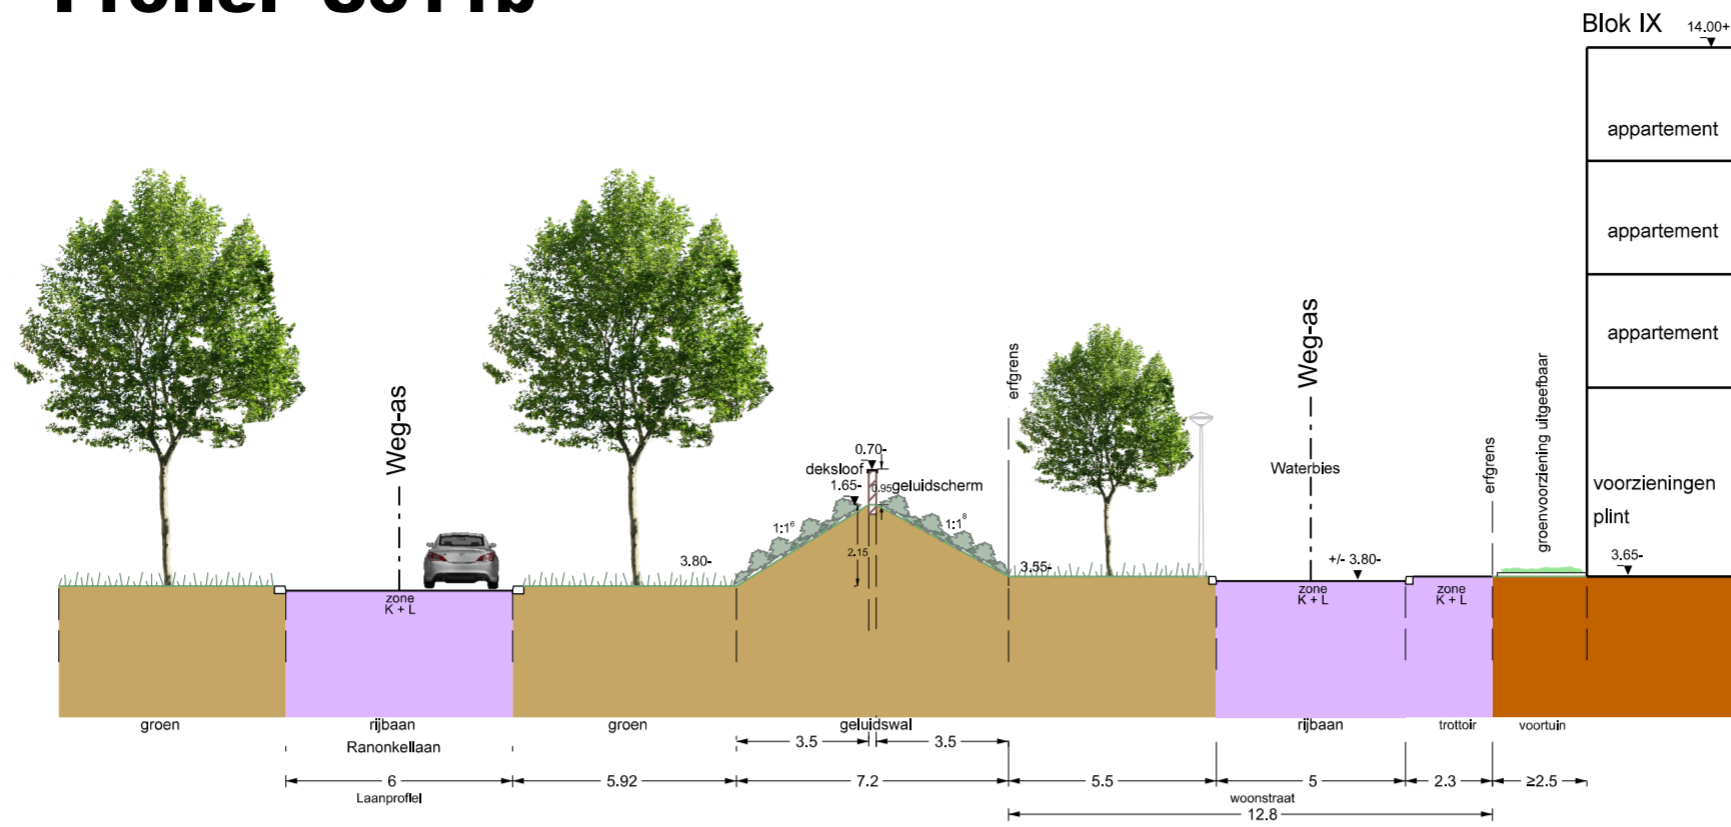 Blok IX
14.00+
appartement
appartement
appartement
Weg-as
erfgrens
groenvoorziening uitgeefbaar
Weg-as
0.70-
deksloof
1.65-
0.95
geluidscherm
Waterbies
erfgrens
voorzieningen
plint
1:1⁶
1:1⁸
2.15
3.80-
3.55-
+/- 3.80-
3.65-
zone
K + L
zone
K + L
zone
K + L
groen
rijbaan
groen
geluidswal
rijbaan
trottoir
voortuin
Ranonkellaan
3.5
3.5
6
5.92
7.2
5.5
5
2.3
≥2.5
Laanprofiel
woonstraat
12.8